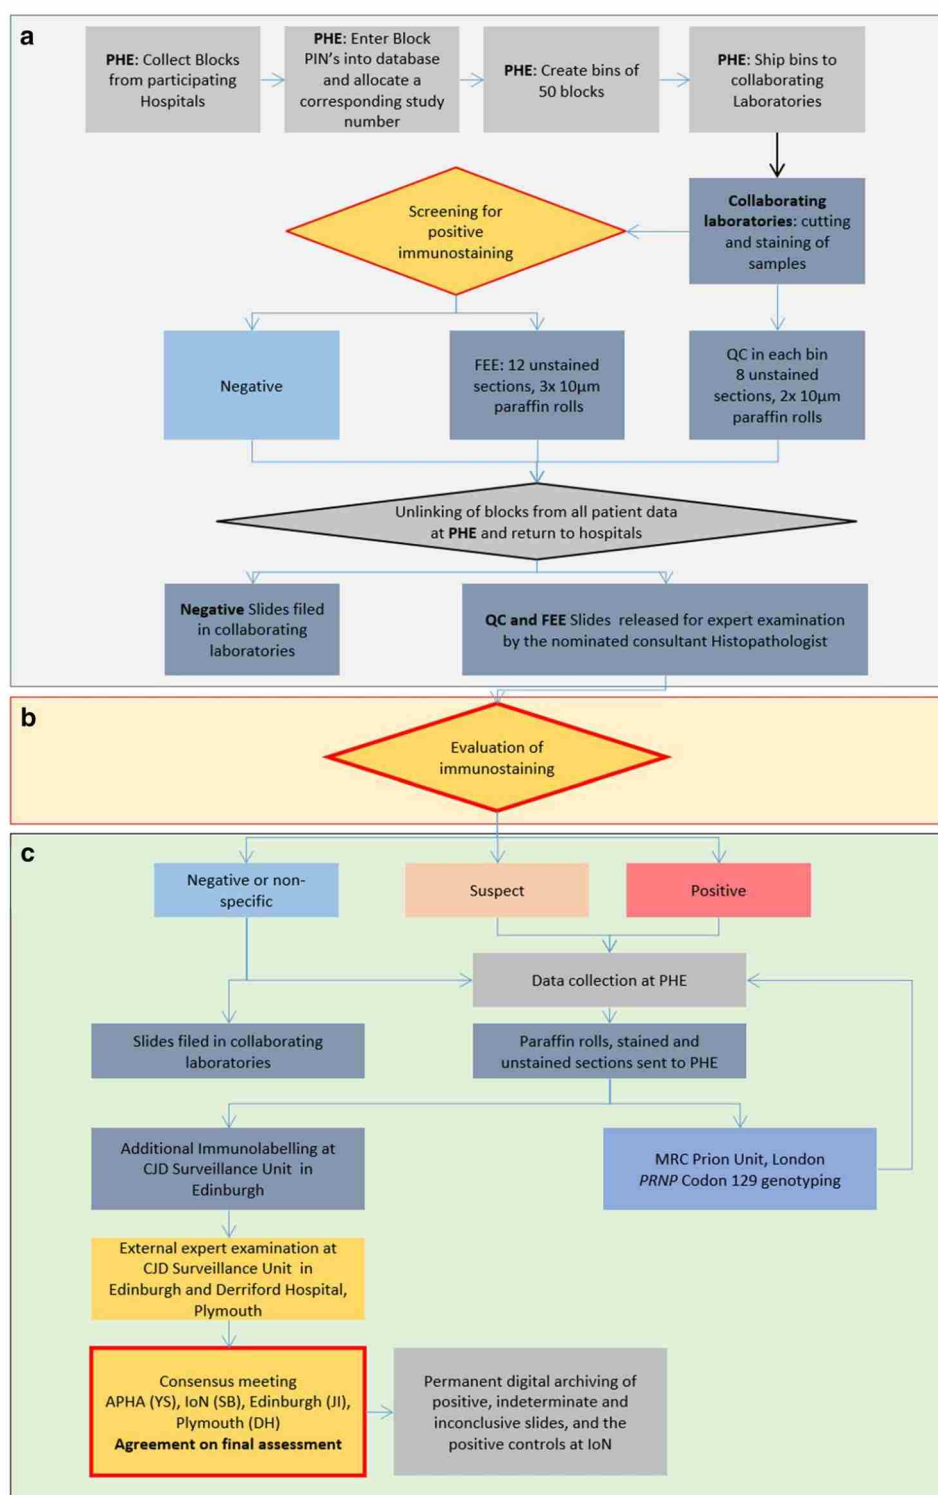 a
PHE: Collect Blocks
from participating
Hospitals
PHE: Enter Block
PIN's into database
and allocate a
corresponding study
number
PHE: Create bins of
50 blocks
PHE: Ship bins to
collaborating
Laboratories
Screening for
positive
immunostaining
Collaborating
laboratories: cutting
and staining of
samples
Negative
FEE: 12 unstained
sections, 3x 10µm
paraffin rolls
QC in each bin
8 unstained
sections, 2x 10µm
paraffin rolls
Unlinking of blocks from all patient data
at PHE and return to hospitals
Negative Slides filed
in collaborating
laboratories
QC and FEE Slides released for expert examination
by the nominated consultant Histopathologist
b
Evaluation of
immunostaining
c
Negative or non-
specific
Suspect
Positive
Data collection at PHE
Slides filed in collaborating
laboratories
Paraffin rolls, stained and
unstained sections sent to PHE
Additional Immunolabelling at
CJD Surveillance Unit in
Edinburgh
MRC Prion Unit, London
PRNP Codon 129 genotyping
External expert examination at
CJD Surveillance Unit in
Edinburgh and Derriford Hospital,
Plymouth
Consensus meeting
APHA (YS), IoN (SB), Edinburgh (JI),
Plymouth (DH)
Agreement on final assessment
Permanent digital archiving of
positive, indeterminate and
inconclusive slides, and the
positive controls at IoN